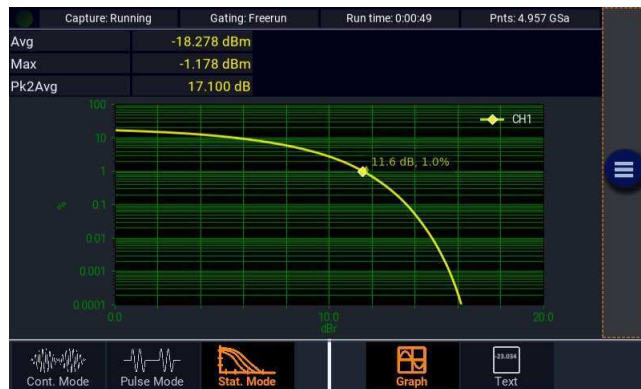 Capture: Running Gating: Freerun Run time: 0:00:49 Pnts: 4.957 GSa
Avg -18.278 dBm
Max -1.178 dBm
Pk2Avg 17.100 dB
100
CH1
10
11.6 dB, 1.0%
1
%
0.1
0.01
0.001
0.0001
0.0 10.0 20.0
dBr
-23.034
Cont. Mode Pulse Mode Stat. Mode Graph Text